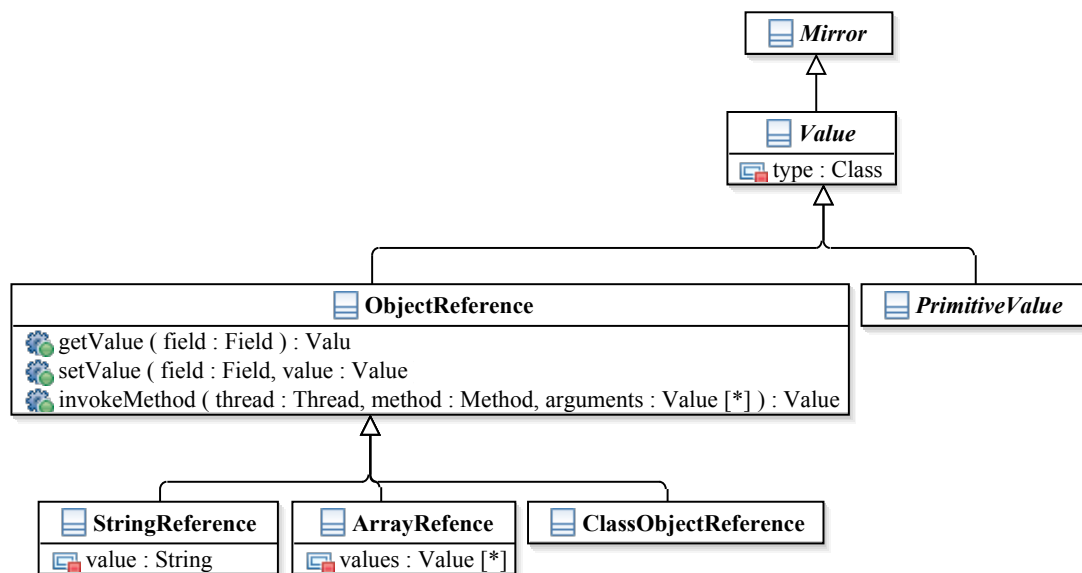 Mirror
Value
type : Class
ObjectReference
PrimitiveValue
getValue ( field : Field ) : Valu
setValue ( field : Field, value : Value
invokeMethod ( thread : Thread, method : Method, arguments : Value [*] ) : Value
StringReference
ArrayRefence
ClassObjectReference
value : String
values : Value [*]